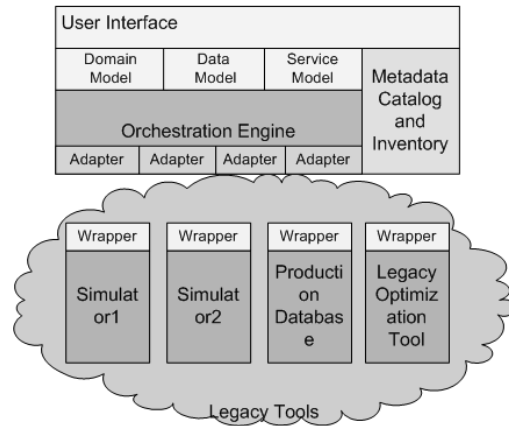 User Interface
Domain Model
Data Model
Service Model
Metadata
Catalog
and
Inventory
Orchestration Engine
Adapter Adapter Adapter Adapter
Wrapper Wrapper Wrapper Wrapper
Simulat
or1
Simulat
or2
Producti
on
Databas
e
Legacy
Optimiz
ation
Tool
Legacy Tools